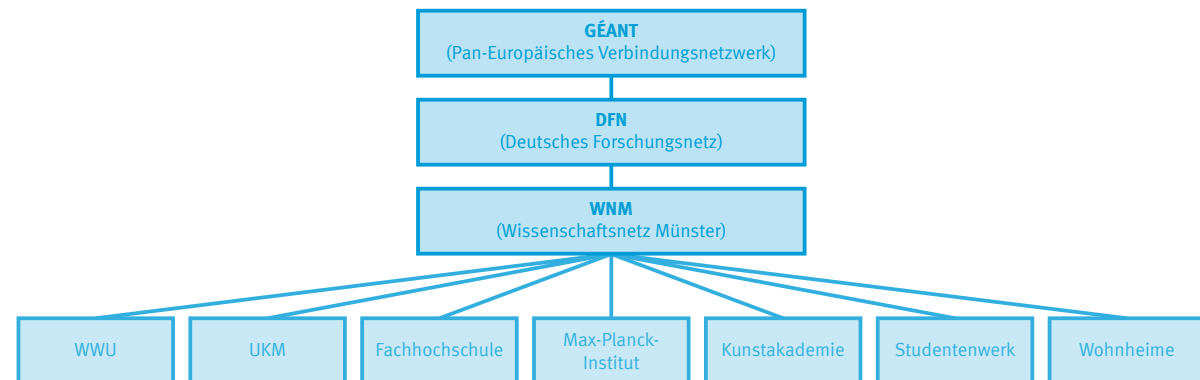 GÉANT
(Pan-Europäisches Verbindungsnetzwerk)
DFN
(Deutsches Forschungsnetz)
WNM
(Wissenschaftsnetz Münster)
WWU
UKM
Fachhochschule
Max-Planck-
Institut
Kunstakademie
Studentenwerk
Wohnheime